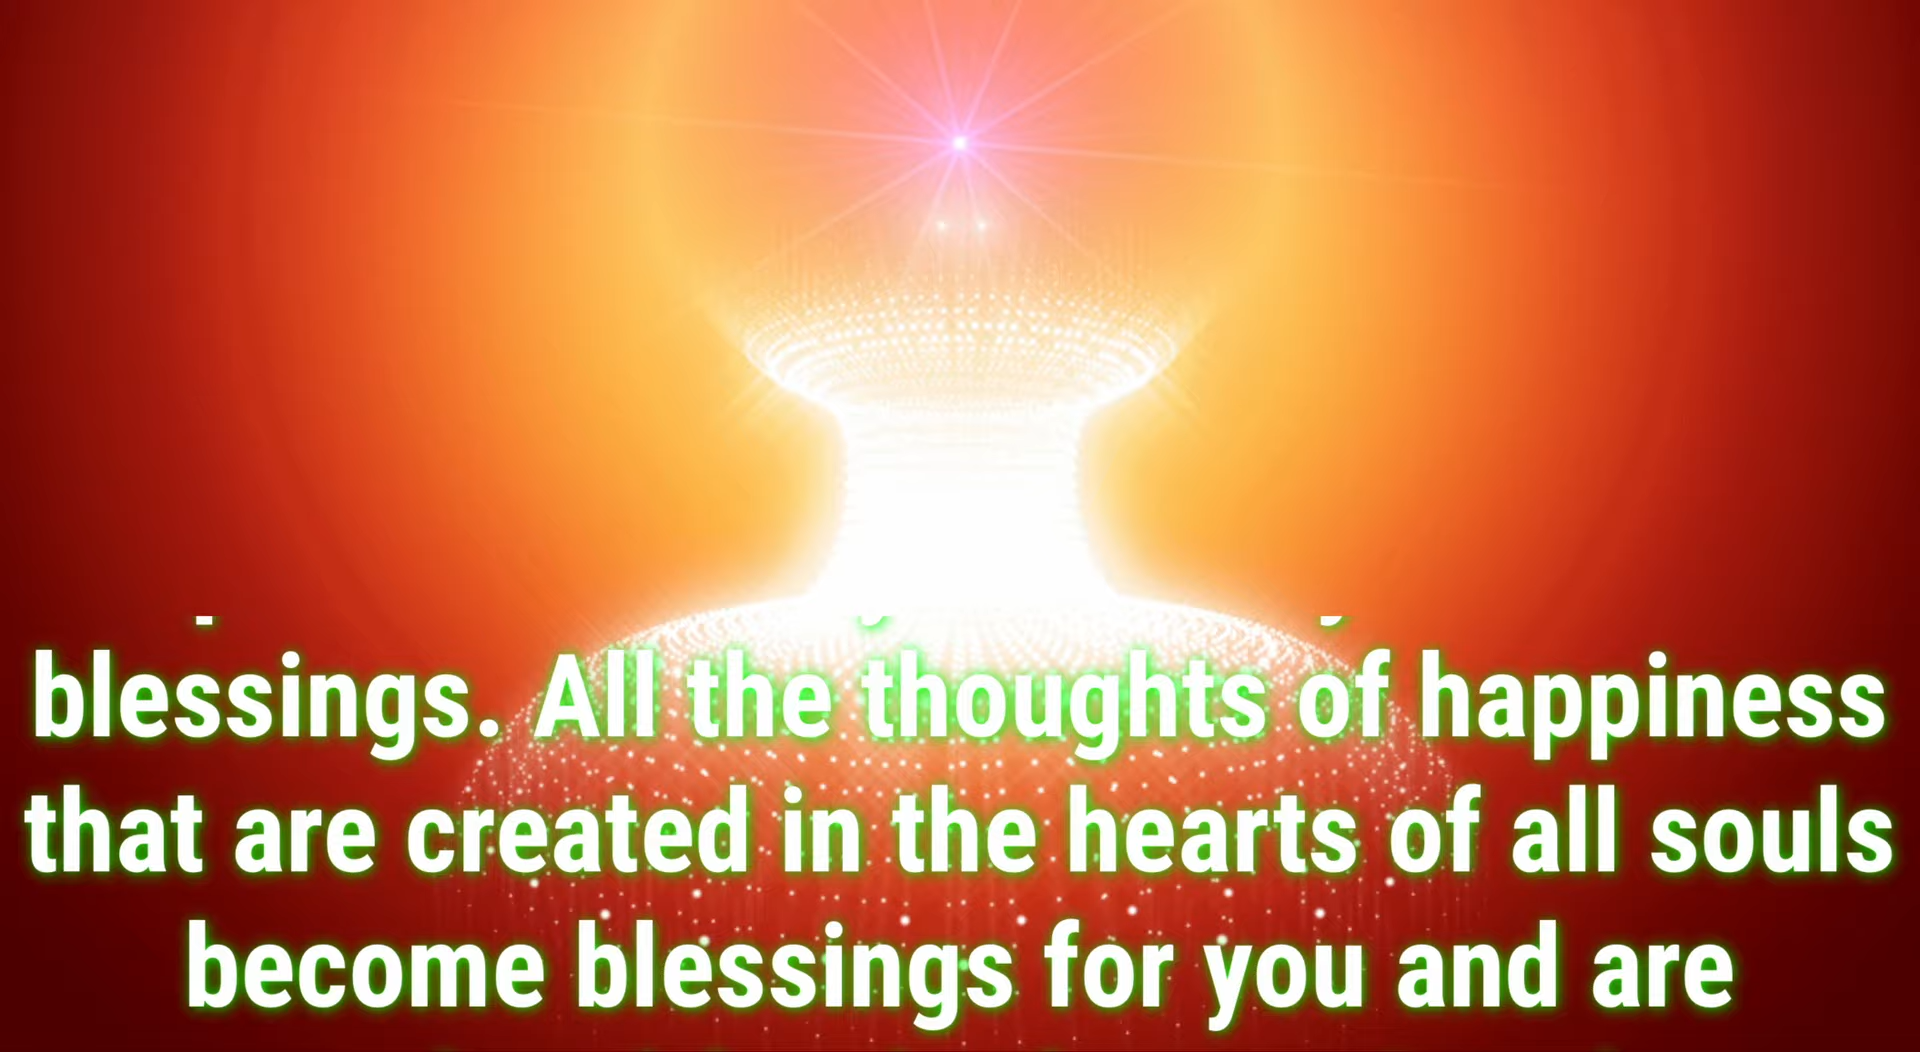 blessings. All the thoughts of happiness
that are created in the hearts of all souls
become blessings for you and are